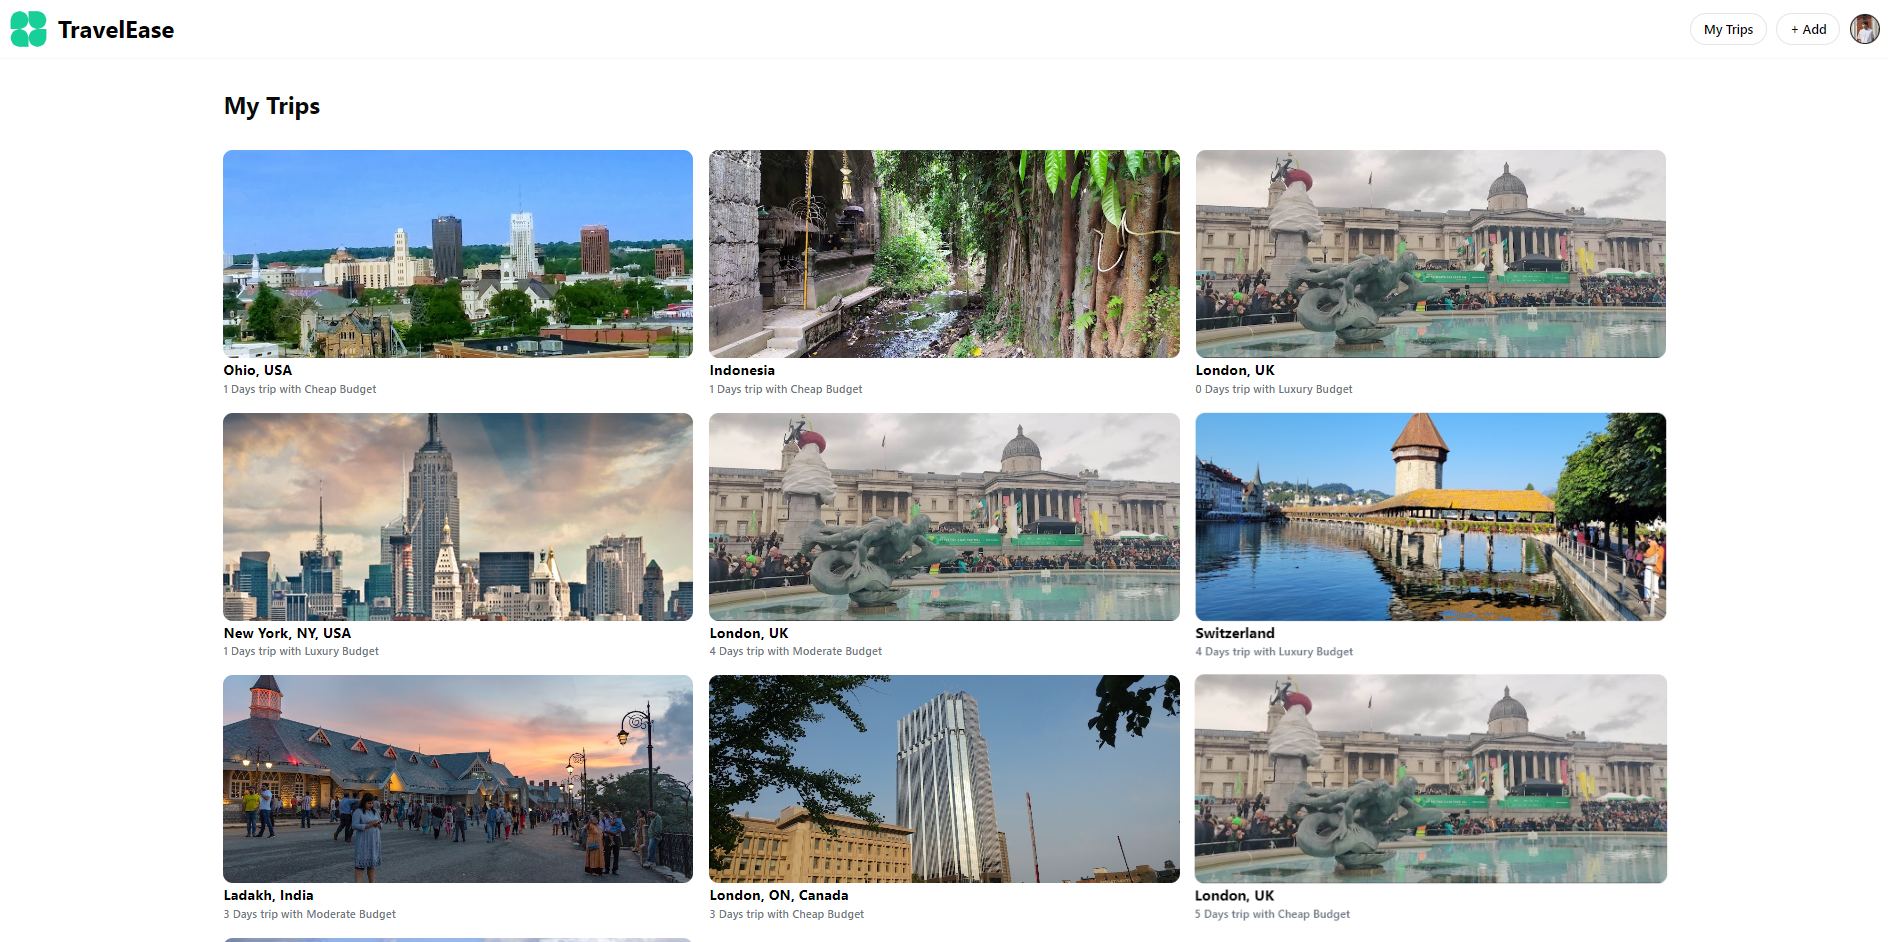 TravelEase
My Trips
+ Add
My Trips
Ohio, USA
1 Days trip with Cheap Budget
Indonesia
1 Days trip with Cheap Budget
London, UK
0 Days trip with Luxury Budget
New York, NY, USA
1 Days trip with Luxury Budget
London, UK
4 Days trip with Moderate Budget
Switzerland
4 Days trip with Luxury Budget
Ladakh, India
3 Days trip with Moderate Budget
London, ON, Canada
3 Days trip with Cheap Budget
London, UK
5 Days trip with Cheap Budget